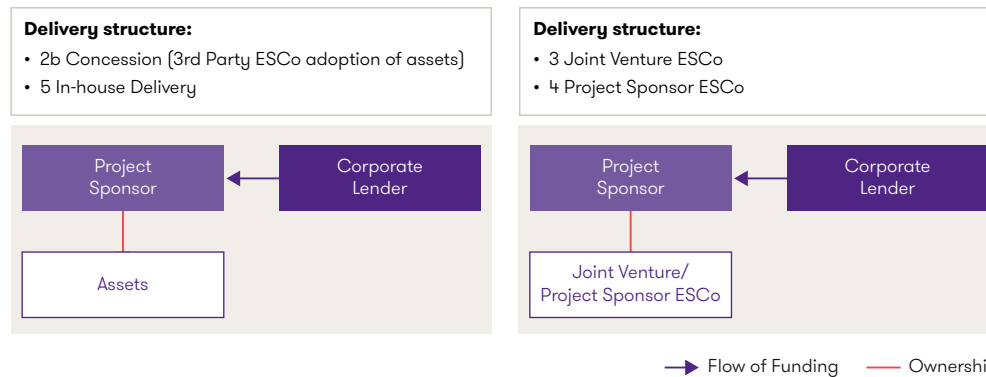 Delivery structure:
• 2b Concession (3rd Party ESCo adoption of assets)
• 5 In-house Delivery
Delivery structure:
• 3 Joint Venture ESCo
• 4 Project Sponsor ESCo
Project
Sponsor
Corporate
Lender
Assets
Project
Sponsor
Corporate
Lender
Joint Venture/
Project Sponsor ESCo
Flow of Funding
Ownershi